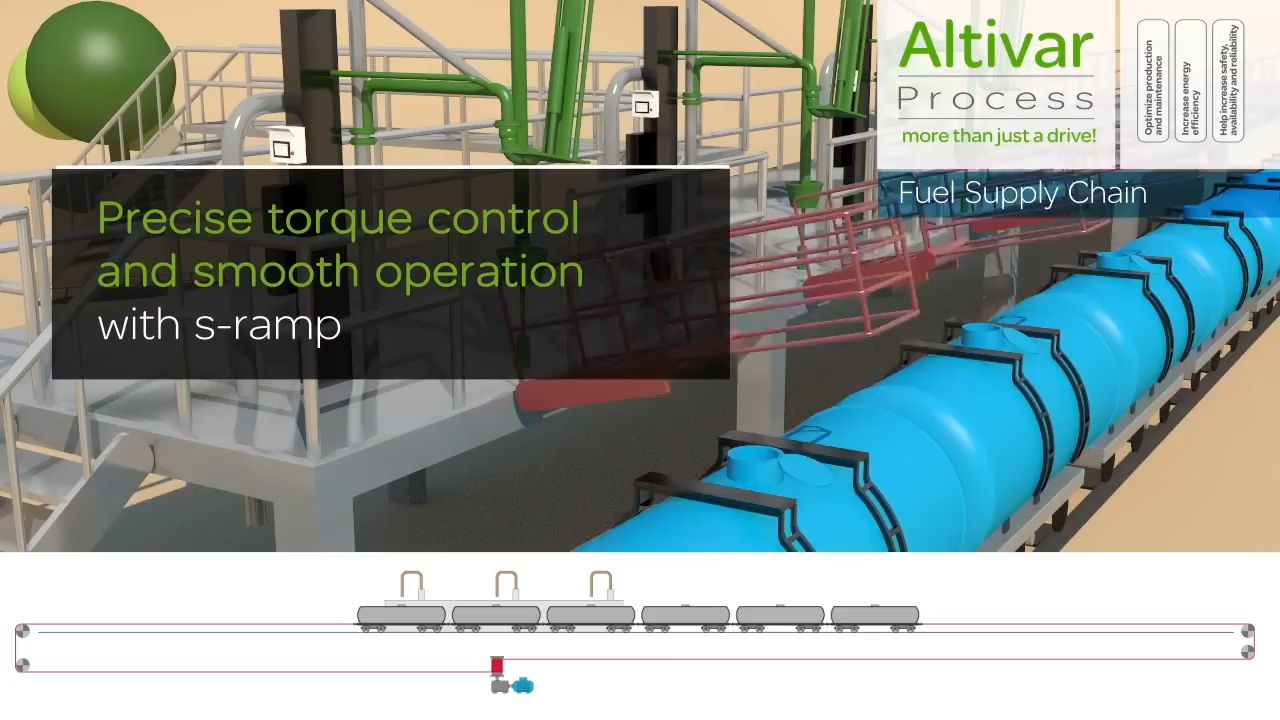 Altivar
Process
more than just a drive!
Optimize production
and maintenance
Increase energy
efficiency
Help increase safety,
availability and reliability
Fuel Supply Chain
Precise torque control
and smooth operation
with s-ramp